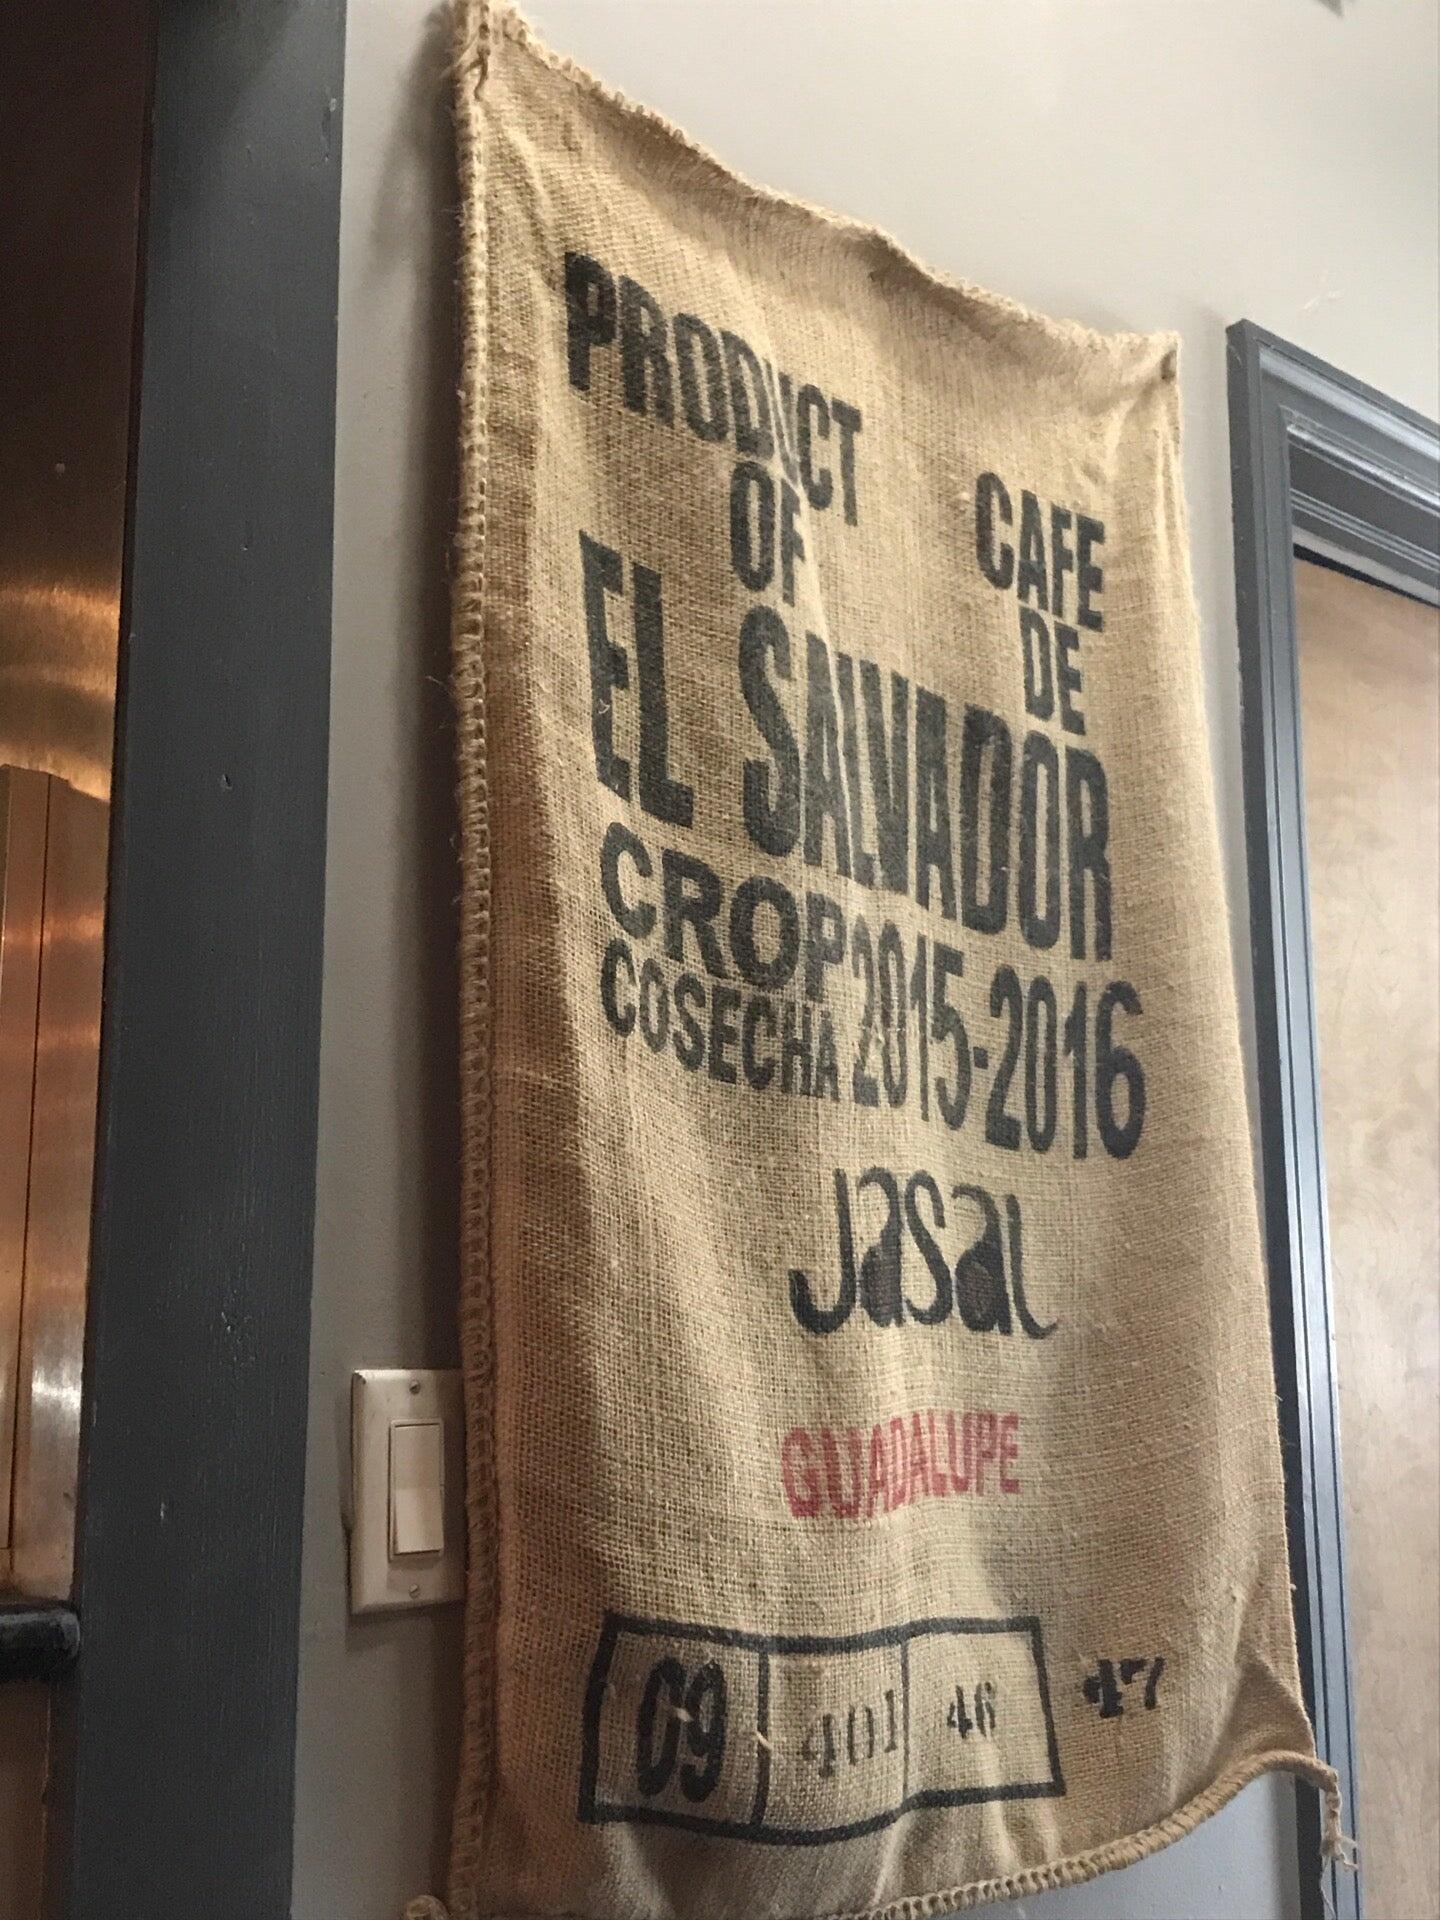 PRODUCT
OF
CAFE
DE
EL SALVADOR
CROP
COSECHA 2015-2016
Jasal
GUADALUPE
09 401 46 47